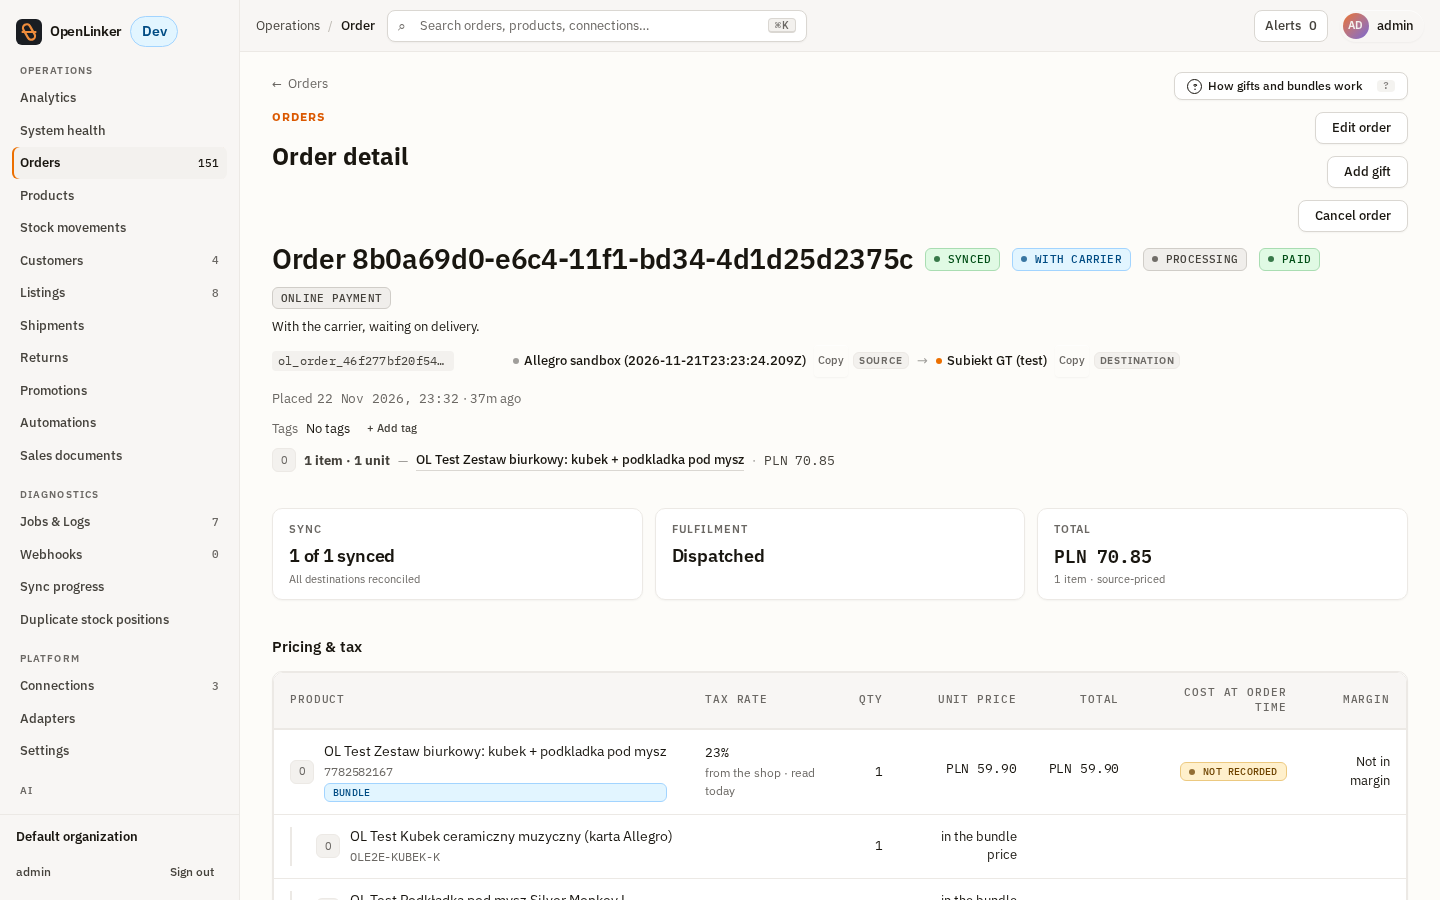 OpenLinker Dev
OPERATIONS
Analytics
System health
Orders 151
Products
Stock movements
Customers 4
Listings 8
Shipments
Returns
Promotions
Automations
Sales documents
DIAGNOSTICS
Jobs & Logs 7
Webhooks 0
Sync progress
Duplicate stock positions
PLATFORM
Connections 3
Adapters
Settings
AI
Default organization
admin Sign out
Operations / Order
Search orders, products, connections... ⌘K
Alerts 0
AD admin
← Orders
How gifts and bundles work ?
ORDERS
Order detail
Edit order
Add gift
Cancel order
Order 8b0a69d0-e6c4-11f1-bd34-4d1d25d2375c SYNCED WITH CARRIER PROCESSING PAID
ONLINE PAYMENT
With the carrier, waiting on delivery.
ol_order_46f277bf20f54… Allegro sandbox (2026-11-21T23:23:24.209Z) Copy SOURCE → Subiekt GT (test) Copy DESTINATION
Placed 22 Nov 2026, 23:32 · 37m ago
Tags No tags + Add tag
O 1 item · 1 unit — OL Test Zestaw biurkowy: kubek + podkladka pod mysz · PLN 70.85
SYNC
1 of 1 synced
All destinations reconciled
FULFILMENT
Dispatched
TOTAL
PLN 70.85
1 item · source-priced
Pricing & tax
PRODUCT TAX RATE QTY UNIT PRICE TOTAL COST AT ORDER TIME MARGIN
O OL Test Zestaw biurkowy: kubek + podkladka pod mysz
7782582167
BUNDLE
23%
from the shop · read
today
1 PLN 59.90 PLN 59.90 NOT RECORDED Not in
margin
O OL Test Kubek ceramiczny muzyczny (karta Allegro)
OLE2E-KUBEK-K
1 in the bundle
price